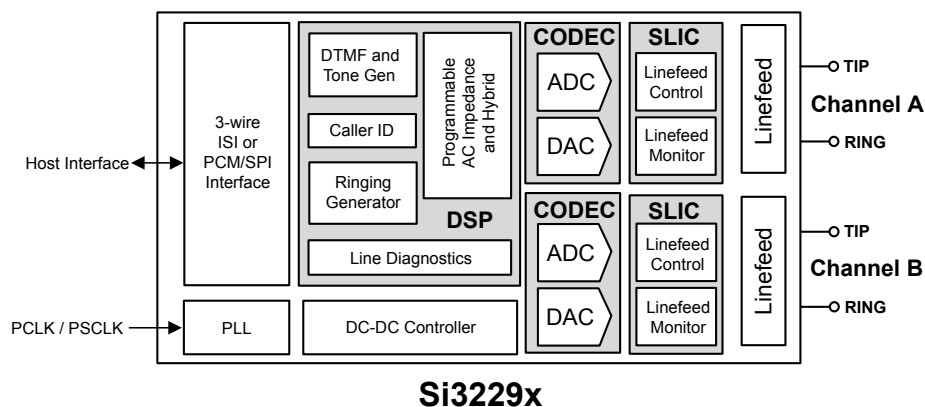 Host Interface
PCLK / PSCLK
3-wire
ISI or
PCM/SPI
Interface
PLL
DTMF and
Tone Gen
Caller ID
Ringing
Generator
Programmable
AC Impedance
and Hybrid
DSP
Line Diagnostics
DC-DC Controller
CODEC
ADC
DAC
SLIC
Linefeed
Control
Linefeed
Monitor
Linefeed
TIP
Channel A
RING
CODEC
ADC
DAC
SLIC
Linefeed
Control
Linefeed
Monitor
Linefeed
TIP
Channel B
RING
Si3229x